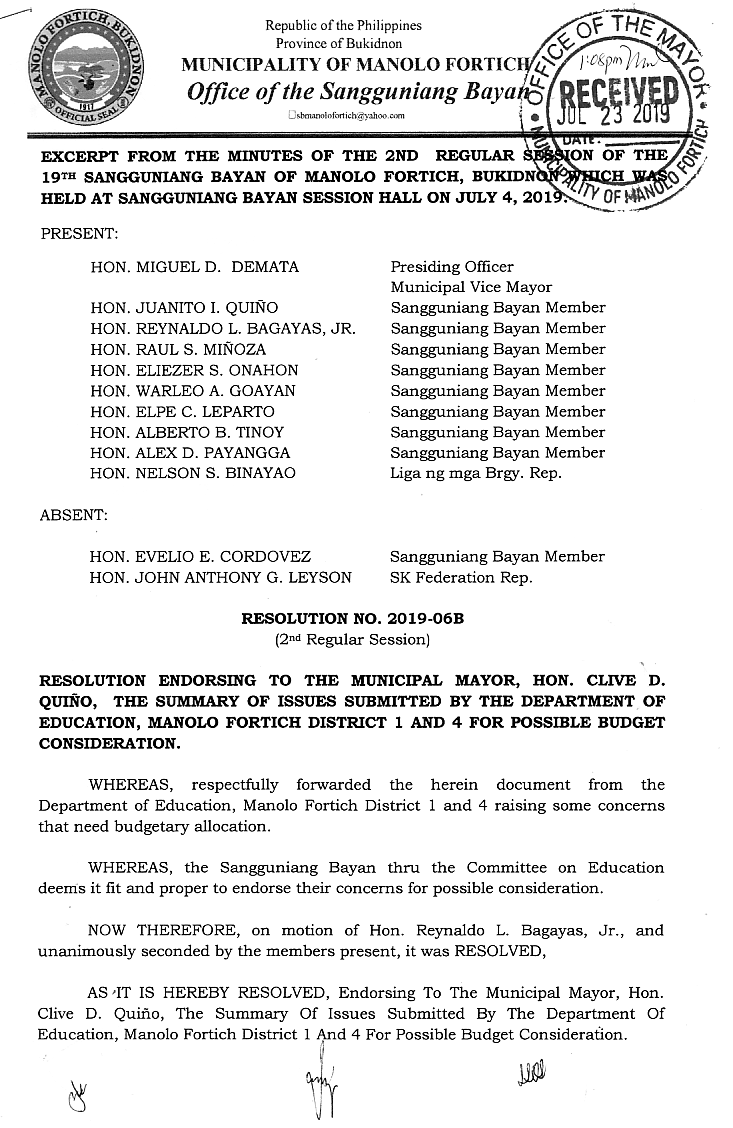 MANOLO FORTICH, BUKIDNON
1917
OFFICIAL SEAL
Republic of the Philippines
Province of Bukidnon
MUNICIPALITY OF MANOLO FORTICH
Office of the Sangguniang Bayan
sbmanolofortich@yahoo.com
OFFICE OF THE MAYOR
1:08pm
RECEIVED
JUL 23 2019
DATE:
MUNICIPALITY OF MANOLO FORTICH
EXCERPT FROM THE MINUTES OF THE 2ND REGULAR SESSION OF THE
19TH SANGGUNIANG BAYAN OF MANOLO FORTICH, BUKIDNON WHICH WAS
HELD AT SANGGUNIANG BAYAN SESSION HALL ON JULY 4, 2019.
PRESENT:
HON. MIGUEL D. DEMATA Presiding Officer
Municipal Vice Mayor
HON. JUANITO I. QUIÑO Sangguniang Bayan Member
HON. REYNALDO L. BAGAYAS, JR. Sangguniang Bayan Member
HON. RAUL S. MIÑOZA Sangguniang Bayan Member
HON. ELIEZER S. ONAHON Sangguniang Bayan Member
HON. WARLEO A. GOAYAN Sangguniang Bayan Member
HON. ELPE C. LEPARTO Sangguniang Bayan Member
HON. ALBERTO B. TINOY Sangguniang Bayan Member
HON. ALEX D. PAYANGGA Sangguniang Bayan Member
HON. NELSON S. BINAYAO Liga ng mga Brgy. Rep.
ABSENT:
HON. EVELIO E. CORDOVEZ Sangguniang Bayan Member
HON. JOHN ANTHONY G. LEYSON SK Federation Rep.
RESOLUTION NO. 2019-06B
(2nd Regular Session)
RESOLUTION ENDORSING TO THE MUNICIPAL MAYOR, HON. CLIVE D.
QUIÑO, THE SUMMARY OF ISSUES SUBMITTED BY THE DEPARTMENT OF
EDUCATION, MANOLO FORTICH DISTRICT 1 AND 4 FOR POSSIBLE BUDGET
CONSIDERATION.
WHEREAS, respectfully forwarded the herein document from the
Department of Education, Manolo Fortich District 1 and 4 raising some concerns
that need budgetary allocation.
WHEREAS, the Sangguniang Bayan thru the Committee on Education
deems it fit and proper to endorse their concerns for possible consideration.
NOW THEREFORE, on motion of Hon. Reynaldo L. Bagayas, Jr., and
unanimously seconded by the members present, it was RESOLVED,
AS IT IS HEREBY RESOLVED, Endorsing To The Municipal Mayor, Hon.
Clive D. Quiño, The Summary Of Issues Submitted By The Department Of
Education, Manolo Fortich District 1 And 4 For Possible Budget Consideration.